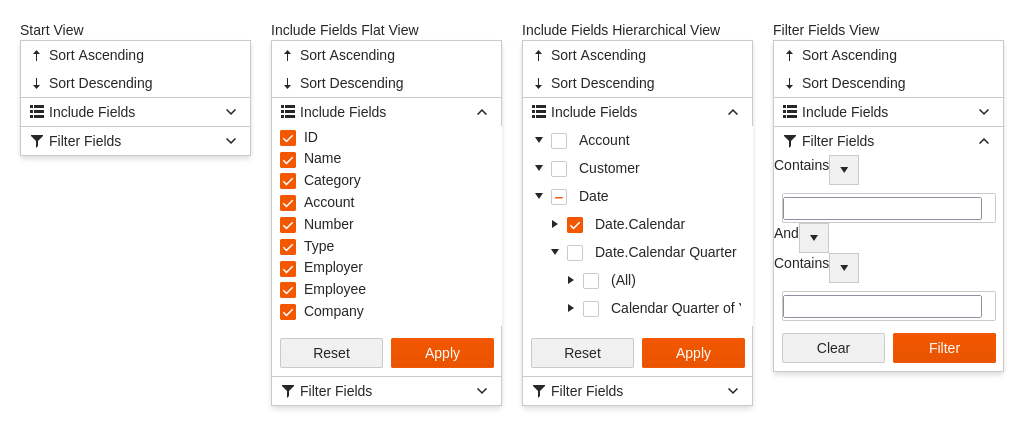 Start View
Sort Ascending
Sort Descending
Include Fields
Filter Fields
Include Fields Flat View
Sort Ascending
Sort Descending
Include Fields
ID
Name
Category
Account
Number
Type
Employer
Employee
Company
Reset Apply
Filter Fields
Include Fields Hierarchical View
Sort Ascending
Sort Descending
Include Fields
Account
Customer
Date
Date.Calendar
Date.Calendar Quarter
(All)
Calendar Quarter of
Reset Apply
Filter Fields
Filter Fields View
Sort Ascending
Sort Descending
Include Fields
Filter Fields
Contains
And
Contains
Clear Filter